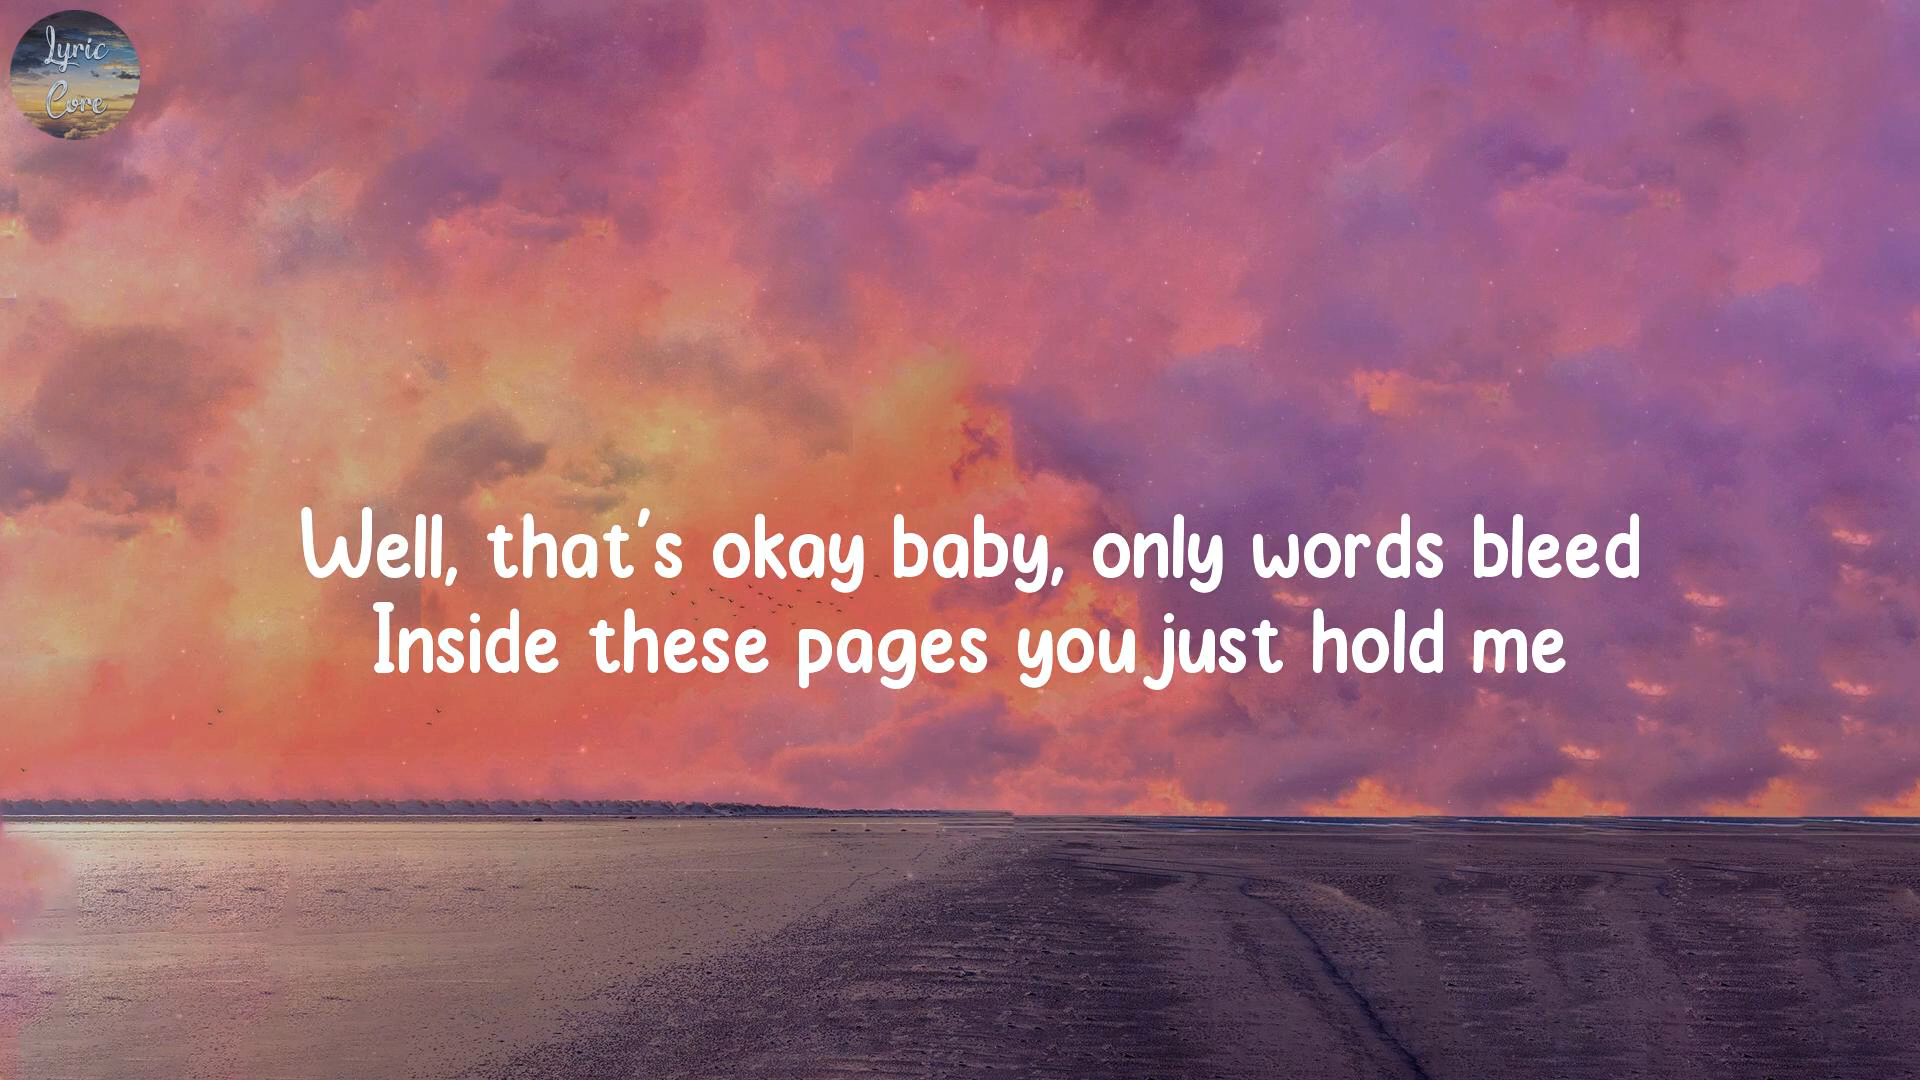 Lyric
Core
Well, that's okay baby, only words bleed
Inside these pages you just hold me